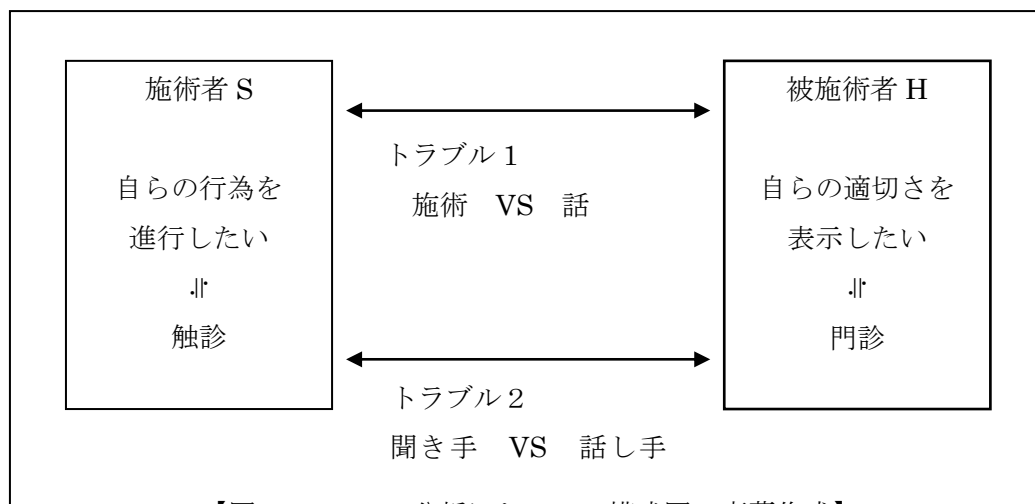 施術者 S
被施術者 H
トラブル 1
施術 VS 話
自らの行為を
進行したい
≒
触診
自らの適切さを
表示したい
≒
門診
トラブル 2
聞き手 VS 話し手